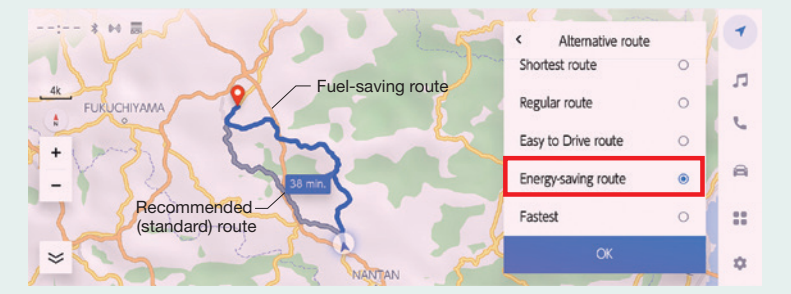 --:--
4k
N
FUKUCHIYAMA
+
−
Fuel-saving route
38 min.
Recommended
(standard) route
NANTAN
Alternative route
Shortest route
Regular route
Easy to Drive route
Energy-saving route
Fastest
OK